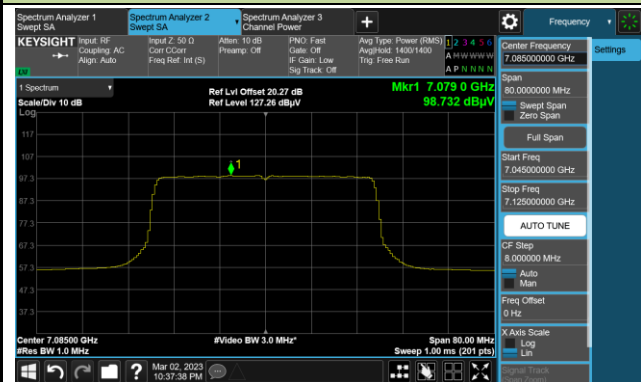 Spectrum Analyzer 1
Swept SA
Spectrum Analyzer 2
Swept SA
Spectrum Analyzer 3
Channel Power
+
Frequency
KEYSIGHT
Input: RF
Coupling: AC
Align: Auto
Input Z: 50 Ω
Corr CCorr
Freq Ref: Int (S)
Atten: 10 dB
Preamp: Off
PNO: Fast
Gate: Off
IF Gain: Low
Sig Track: Off
Avg Type: Power (RMS)
Avg|Hold: 1400/1400
Trig: Free Run
1 2 3 4 5 6
A W W W W W
A P N N N N
LW
1 Spectrum
Scale/Div 10 dB
Log
Ref Lvl Offset 20.27 dB
Ref Level 127.26 dBµV
Mkr1 7.079 0 GHz
98.732 dBµV
117
107
97.3
87.3
77.3
67.3
57.3
47.3
37.3
1
Center 7.08500 GHz
#Res BW 1.0 MHz
#Video BW 3.0 MHz*
Span 80.00 MHz
Sweep 1.00 ms (201 pts)
Center Frequency
7.085000000 GHz
Settings
Span
80.0000000 MHz
Swept Span
Zero Span
Full Span
Start Freq
7.045000000 GHz
Stop Freq
7.125000000 GHz
AUTO TUNE
CF Step
8.000000 MHz
Auto
Man
Freq Offset
0 Hz
X Axis Scale
Log
Lin
Signal Track
(Span Zoom)
?
Mar 02, 2023
10:37:38 PM